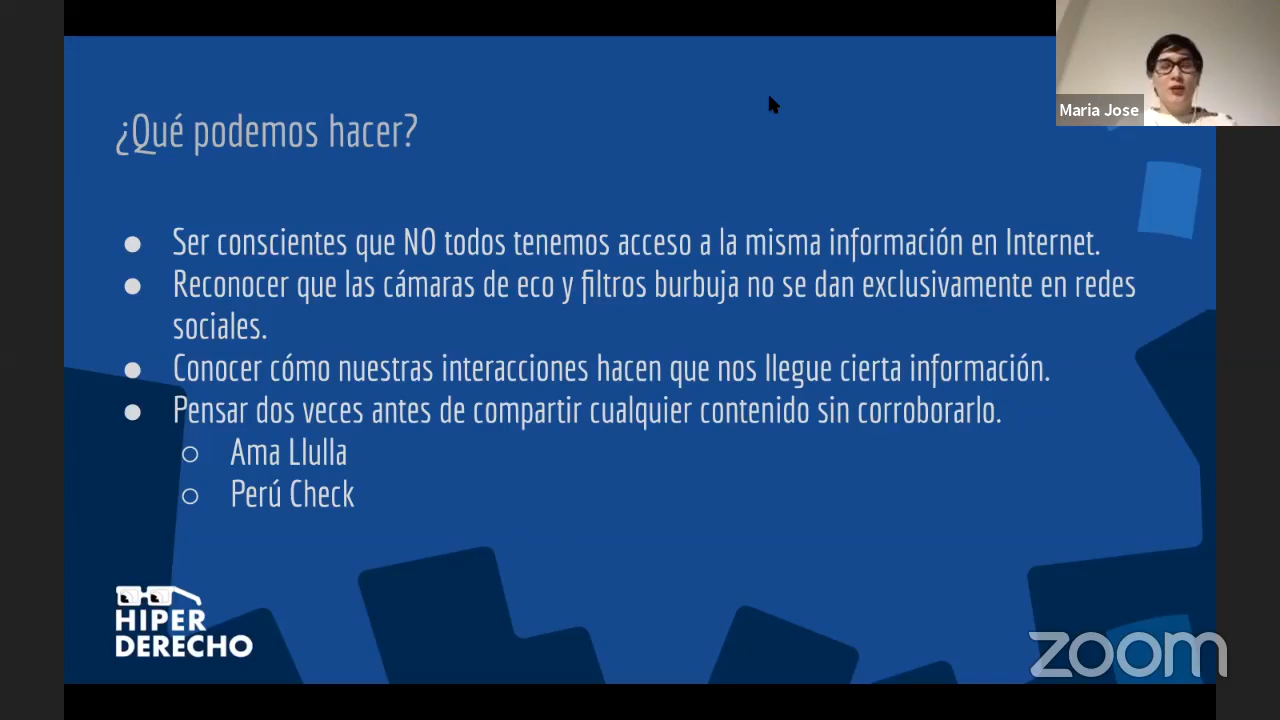 Maria Jose
¿Qué podemos hacer?
● Ser conscientes que NO todos tenemos acceso a la misma información en Internet.
● Reconocer que las cámaras de eco y filtros burbuja no se dan exclusivamente en redes
sociales.
● Conocer cómo nuestras interacciones hacen que nos llegue cierta información.
● Pensar dos veces antes de compartir cualquier contenido sin corroborarlo.
○ Ama Llulla
○ Perú Check
HIPER
DERECHO
zoom